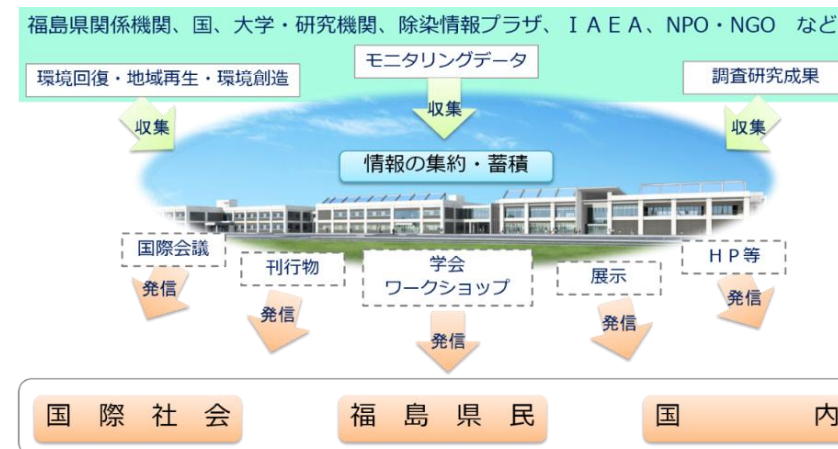 福島県関係機関、国、大学・研究機関、除染情報プラザ、ＩＡＥＡ、NPO・NGO　など
モニタリングデータ
環境回復・地域再生・環境創造
調査研究成果
収集
収集
収集
情報の集約・蓄積
国際会議
刊行物
学会
ワークショップ
展示
ＨＰ等
発信
発信
発信
発信
発信
国　際　社　会
福　島　県　民
国　　　　　　内